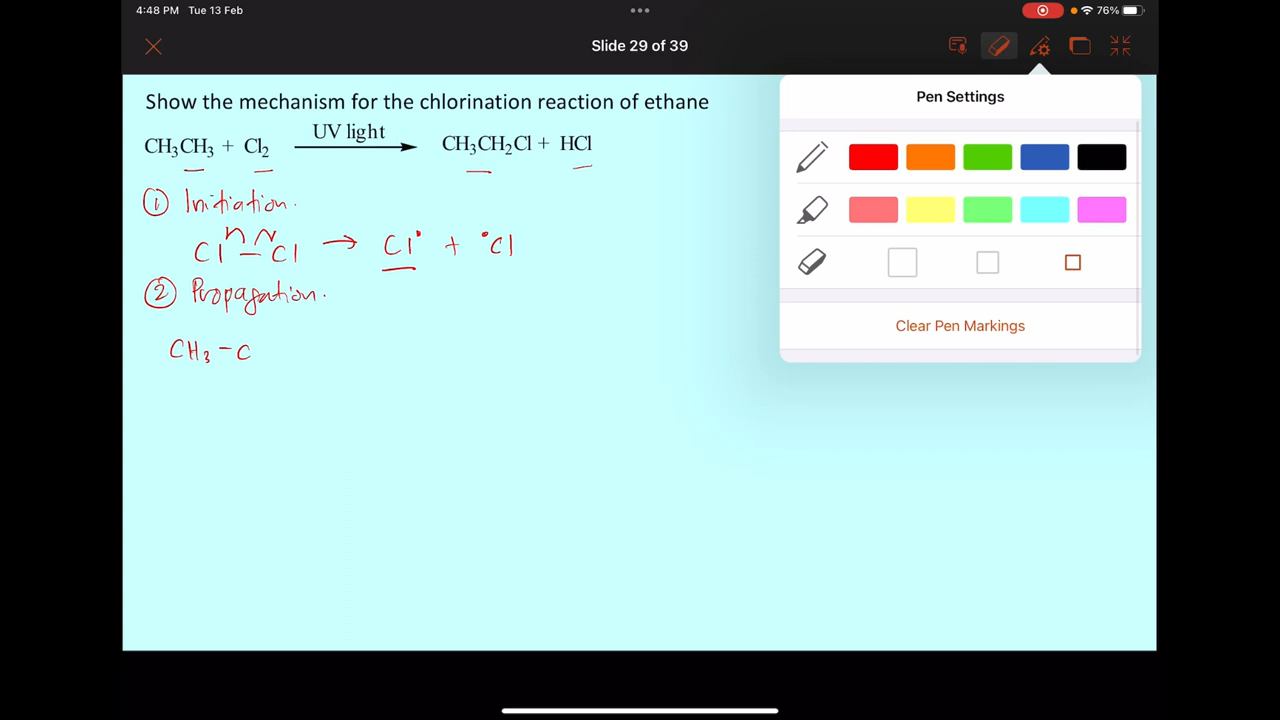 4:48 PM Tue 13 Feb
76%
Slide 29 of 39
Pen Settings
Clear Pen Markings
Show the mechanism for the chlorination reaction of ethane
CH₃CH₃ + Cl₂ UV light → CH₃CH₂Cl + HCl
① Initiation.
Cl – Cl → Cl• + •Cl
② Propagation.
CH₃ – C